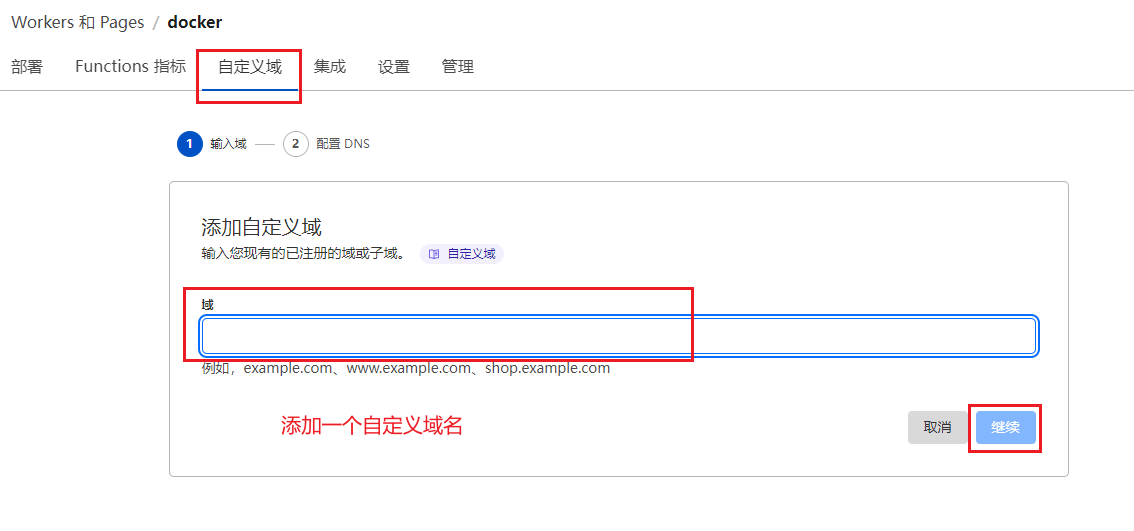 Workers 和 Pages / docker
部署 Functions 指标 自定义域 集成 设置 管理
1 输入域 2 配置 DNS
添加自定义域
输入您现有的已注册的域或子域。 自定义域
域
例如，example.com、www.example.com、shop.example.com
添加一个自定义域名
取消 继续